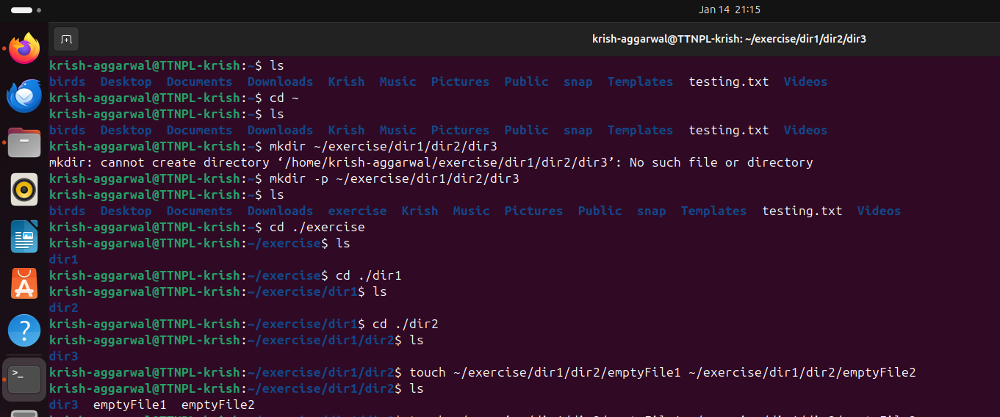 Jan 14 21:15
krish-aggarwal@TTNPL-krish: ~/exercise/dir1/dir2/dir3
krish-aggarwal@TTNPL-krish:~$ ls
birds Desktop Documents Downloads Krish Music Pictures Public snap Templates testing.txt Videos
krish-aggarwal@TTNPL-krish:~$ cd ~
krish-aggarwal@TTNPL-krish:~$ ls
birds Desktop Documents Downloads Krish Music Pictures Public snap Templates testing.txt Videos
krish-aggarwal@TTNPL-krish:~$ mkdir ~/exercise/dir1/dir2/dir3
mkdir: cannot create directory ‘/home/krish-aggarwal/exercise/dir1/dir2/dir3’: No such file or directory
krish-aggarwal@TTNPL-krish:~$ mkdir -p ~/exercise/dir1/dir2/dir3
krish-aggarwal@TTNPL-krish:~$ ls
birds Desktop Documents Downloads exercise Krish Music Pictures Public snap Templates testing.txt Videos
krish-aggarwal@TTNPL-krish:~$ cd ./exercise
krish-aggarwal@TTNPL-krish:~/exercise$ ls
dir1
krish-aggarwal@TTNPL-krish:~/exercise$ cd ./dir1
krish-aggarwal@TTNPL-krish:~/exercise/dir1$ ls
dir2
krish-aggarwal@TTNPL-krish:~/exercise/dir1$ cd ./dir2
krish-aggarwal@TTNPL-krish:~/exercise/dir1/dir2$ ls
dir3
krish-aggarwal@TTNPL-krish:~/exercise/dir1/dir2$ touch ~/exercise/dir1/dir2/emptyFile1 ~/exercise/dir1/dir2/emptyFile2
krish-aggarwal@TTNPL-krish:~/exercise/dir1/dir2$ ls
dir3 emptyFile1 emptyFile2